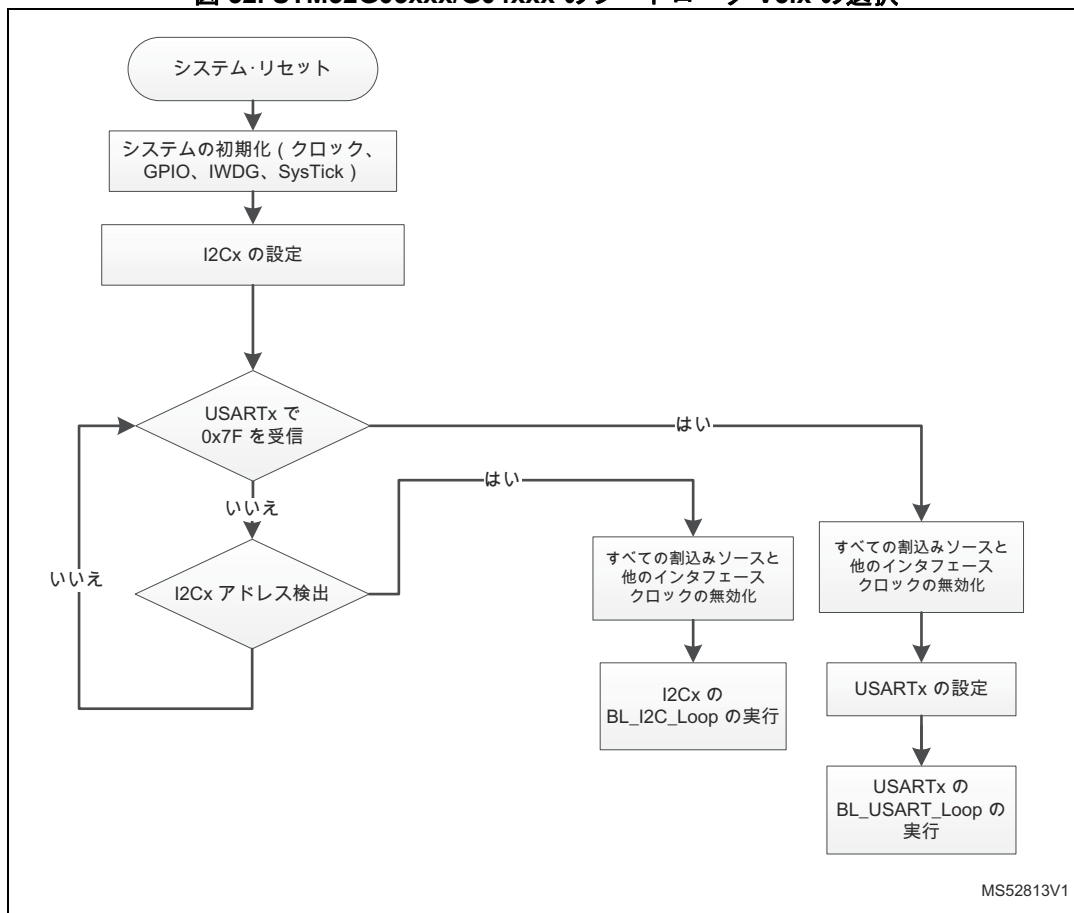 システム·リセット
システムの初期化 ( クロック、
GPIO、IWDG、SysTick )
I2Cx の設定
USARTx で
0x7F を受信
はい
いいえ
はい
いいえ
I2Cx アドレス検出
すべての割込みソースと
他のインタフェース
クロックの無効化
すべての割込みソースと
他のインタフェース
クロックの無効化
I2Cx の
BL_I2C_Loop の実行
USARTx の設定
USARTx の
BL_USART_Loop の
実行
MS52813V1